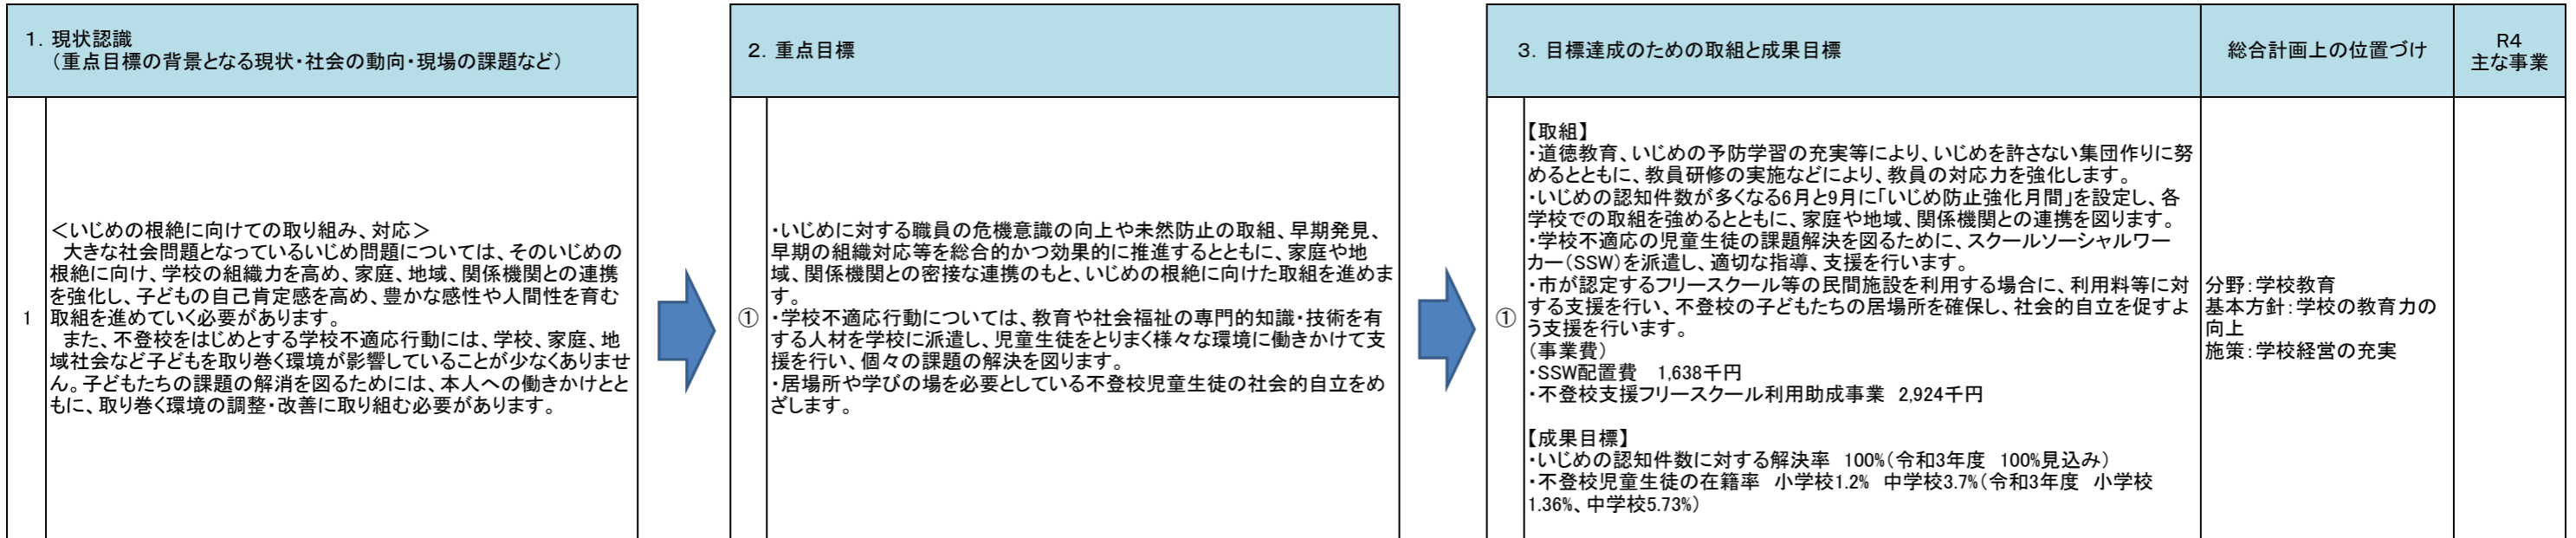 1. 現状認識
（重点目標の背景となる現状・社会の動向・現場の課題など）
2. 重点目標
3. 目標達成のための取組と成果目標
総合計画上の位置づけ
R4
主な事業
1
＜いじめの根絶に向けての取り組み、対応＞
大きな社会問題となっているいじめ問題については、そのいじめの
根絶に向け、学校の組織力を高め、家庭、地域、関係機関との連携
を強化し、子どもの自己肯定感を高め、豊かな感性や人間性を育む
取組を進めていく必要があります。
また、不登校をはじめとする学校不適応行動には、学校、家庭、地
域社会など子どもを取り巻く環境が影響していることが少なくありませ
ん。子どもたちの課題の解消を図るためには、本人への働きかけとと
もに、取り巻く環境の調整・改善に取り組む必要があります。
①
・いじめに対する職員の危機意識の向上や未然防止の取組、早期発見、
早期の組織対応等を総合的かつ効果的に推進するとともに、家庭や地
域、関係機関との密接な連携のもと、いじめの根絶に向けた取組を進めま
す。
・学校不適応行動については、教育や社会福祉の専門的知識・技術を有
する人材を学校に派遣し、児童生徒をとりまく様々な環境に働きかけて支
援を行い、個々の課題の解決を図ります。
・居場所や学びの場を必要としている不登校児童生徒の社会的自立をめ
ざします。
①
【取組】
・道徳教育、いじめの予防学習の充実等により、いじめを許さない集団作りに努
めるとともに、教員研修の実施などにより、教員の対応力を強化します。
・いじめの認知件数が多くなる6月と9月に「いじめ防止強化月間」を設定し、各
学校での取組を強めるとともに、家庭や地域、関係機関との連携を図ります。
・学校不適応の児童生徒の課題解決を図るために、スクールソーシャルワー
カー（SSW）を派遣し、適切な指導、支援を行います。
・市が認定するフリースクール等の民間施設を利用する場合に、利用料等に対
する支援を行い、不登校の子どもたちの居場所を確保し、社会的自立を促すよ
う支援を行います。
（事業費）
・SSW配置費 1,638千円
・不登校支援フリースクール利用助成事業 2,924千円
【成果目標】
・いじめの認知件数に対する解決率 100%（令和3年度 100%見込み）
・不登校児童生徒の在籍率 小学校1.2% 中学校3.7%（令和3年度 小学校
1.36%、中学校5.73%）
分野：学校教育
基本方針：学校の教育力の
向上
施策：学校経営の充実